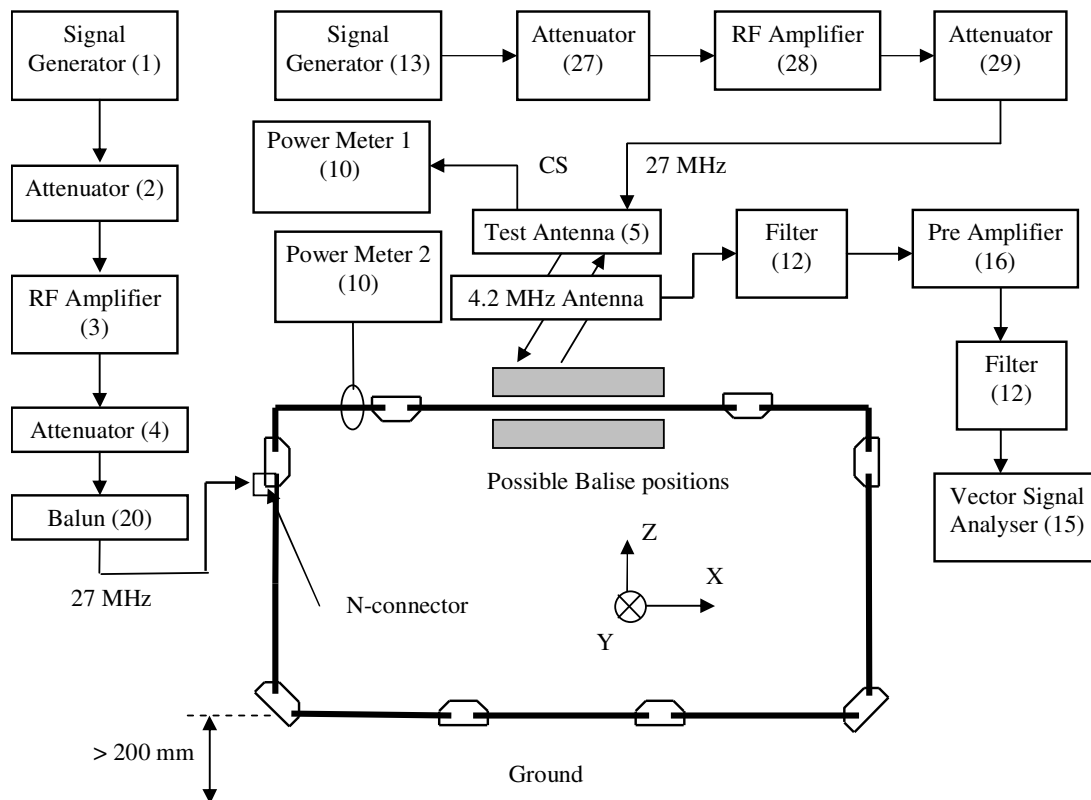 Signal
Generator (1)
Signal
Generator (13)
Attenuator
(27)
RF Amplifier
(28)
Attenuator
(29)
Power Meter 1
(10)
CS
27 MHz
Attenuator (2)
Test Antenna (5)
Filter
(12)
Pre Amplifier
(16)
Power Meter 2
(10)
4.2 MHz Antenna
RF Amplifier
(3)
Filter
(12)
Attenuator (4)
Possible Balise positions
Vector Signal
Analyser (15)
Balun (20)
Z
X
Y
27 MHz
N-connector
> 200 mm
Ground